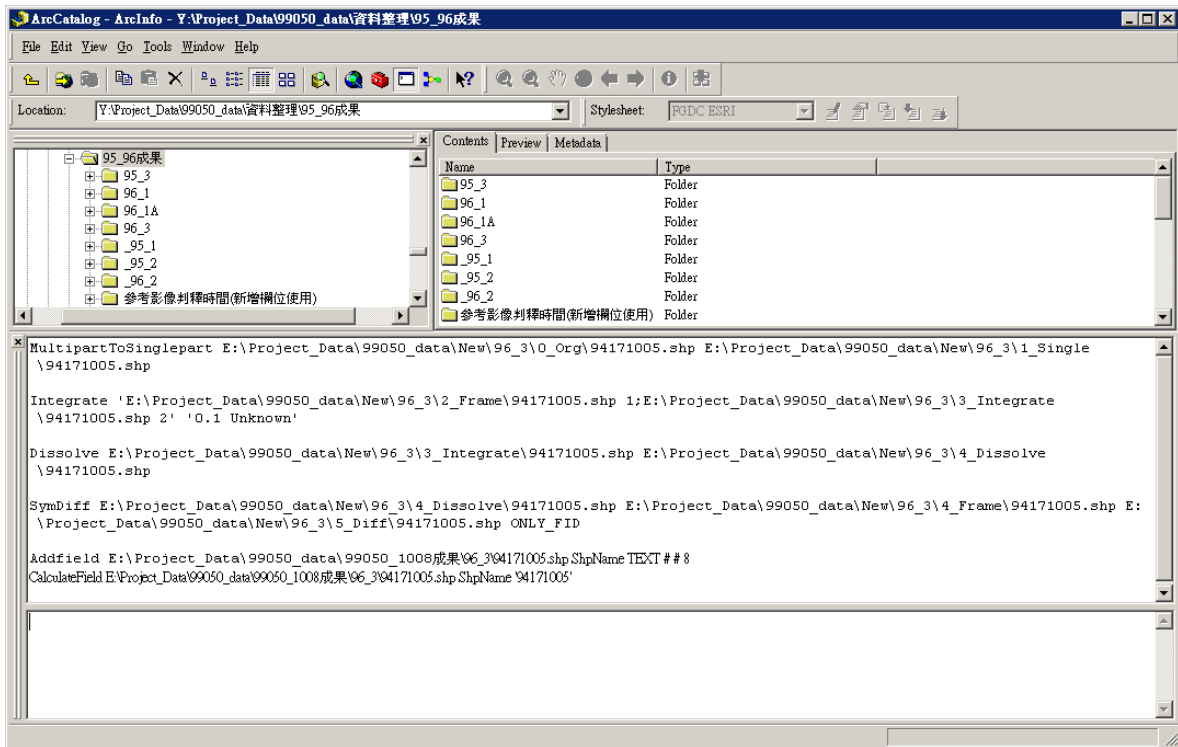 ArcCatalog - ArcInfo - Y:\Project_Data\99050_data\資料整理\95_96成果
File Edit View Go Tools Window Help
Location: Y:\Project_Data\99050_data\資料整理\95_96成果 Stylesheet: FGDC ESRI
95_96成果
95_3
96_1
96_1A
96_3
_95_1
_95_2
_96_2
參考影像判釋時間(新增欄位使用)
Contents Preview Metadata
Name Type
95_3 Folder
96_1 Folder
96_1A Folder
96_3 Folder
_95_1 Folder
_95_2 Folder
_96_2 Folder
參考影像判釋時間(新增欄位使用) Folder
MultipartToSinglepart E:\Project_Data\99050_data\New\96_3\0_Org\94171005.shp E:\Project_Data\99050_data\New\96_3\1_Single
\94171005.shp
Integrate 'E:\Project_Data\99050_data\New\96_3\2_Frame\94171005.shp 1;E:\Project_Data\99050_data\New\96_3\3_Integrate
\94171005.shp 2' '0.1 Unknown'
Dissolve E:\Project_Data\99050_data\New\96_3\3_Integrate\94171005.shp E:\Project_Data\99050_data\New\96_3\4_Dissolve
\94171005.shp
SymDiff E:\Project_Data\99050_data\New\96_3\4_Dissolve\94171005.shp E:\Project_Data\99050_data\New\96_3\4_Frame\94171005.shp E:
\Project_Data\99050_data\New\96_3\5_Diff\94171005.shp ONLY_FID
Addfield E:\Project_Data\99050_data\99050_1008成果\96_3\94171005.shp ShpName TEXT # # 8
CalculateField E:\Project_Data\99050_data\99050_1008成果\96_3\94171005.shp ShpName '94171005'